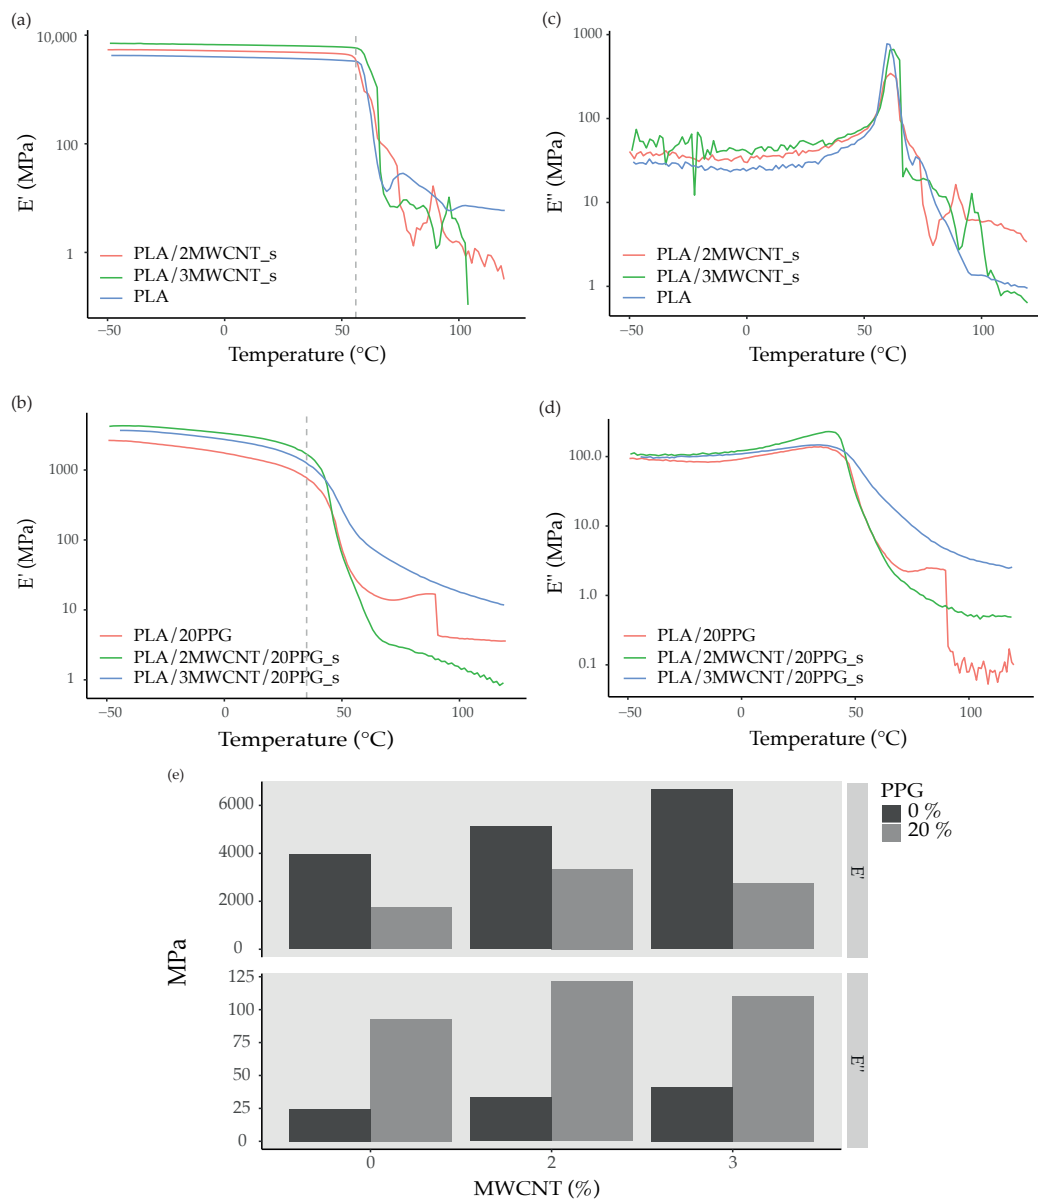 (a)
10,000
100
1
E' (MPa)
PLA/2MWCNT_s
PLA/3MWCNT_s
PLA
−50
0
50
100
Temperature (°C)
(c)
1000
100
10
1
E'' (MPa)
PLA/2MWCNT_s
PLA/3MWCNT_s
PLA
−50
0
50
100
Temperature (°C)
(b)
1000
100
10
1
E' (MPa)
PLA/20PPG
PLA/2MWCNT/20PPG_s
PLA/3MWCNT/20PPG_s
−50
0
50
100
Temperature (°C)
(d)
100.0
10.0
1.0
0.1
E'' (MPa)
PLA/20PPG
PLA/2MWCNT/20PPG_s
PLA/3MWCNT/20PPG_s
−50
0
50
100
Temperature (°C)
(e)
6000
4000
2000
0
E'
PPG
0 %
20 %
MPa
125
100
75
50
25
0
E''
0
2
3
MWCNT (%)